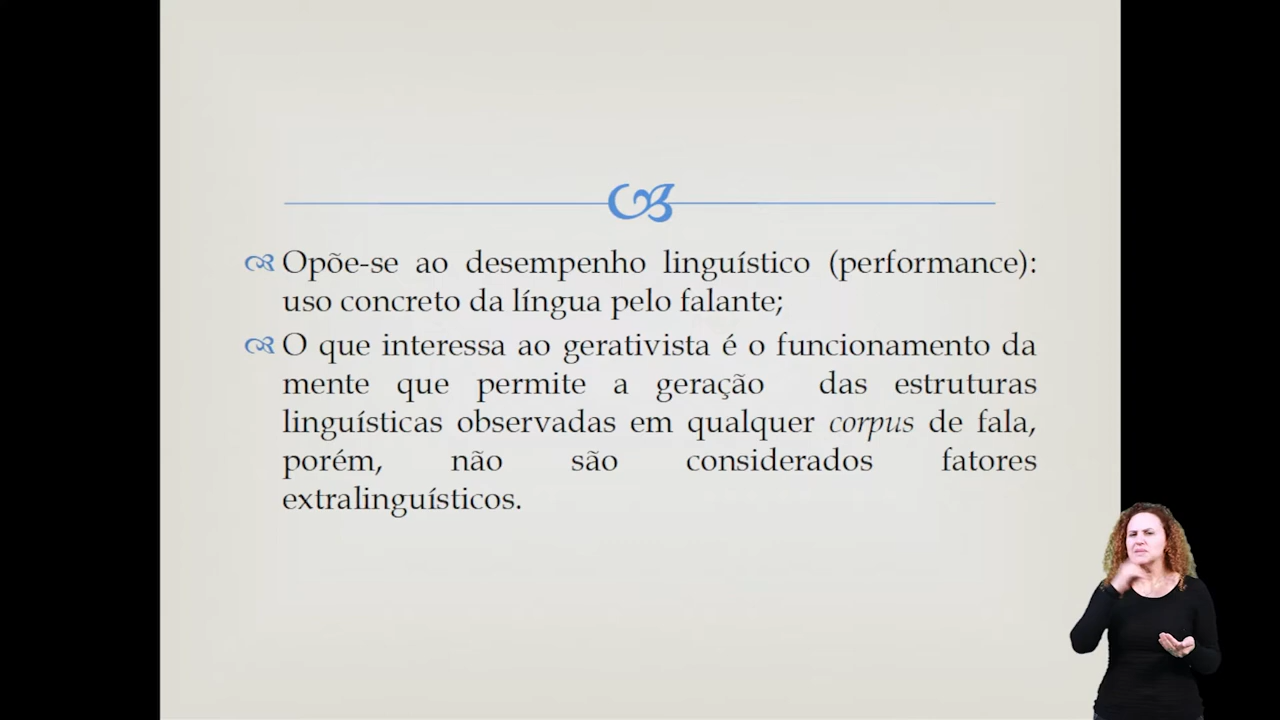 Opõe-se ao desempenho linguístico (performance):
uso concreto da língua pelo falante;
O que interessa ao gerativista é o funcionamento da
mente que permite a geração das estruturas
linguísticas observadas em qualquer corpus de fala,
porém, não são considerados fatores
extralinguísticos.